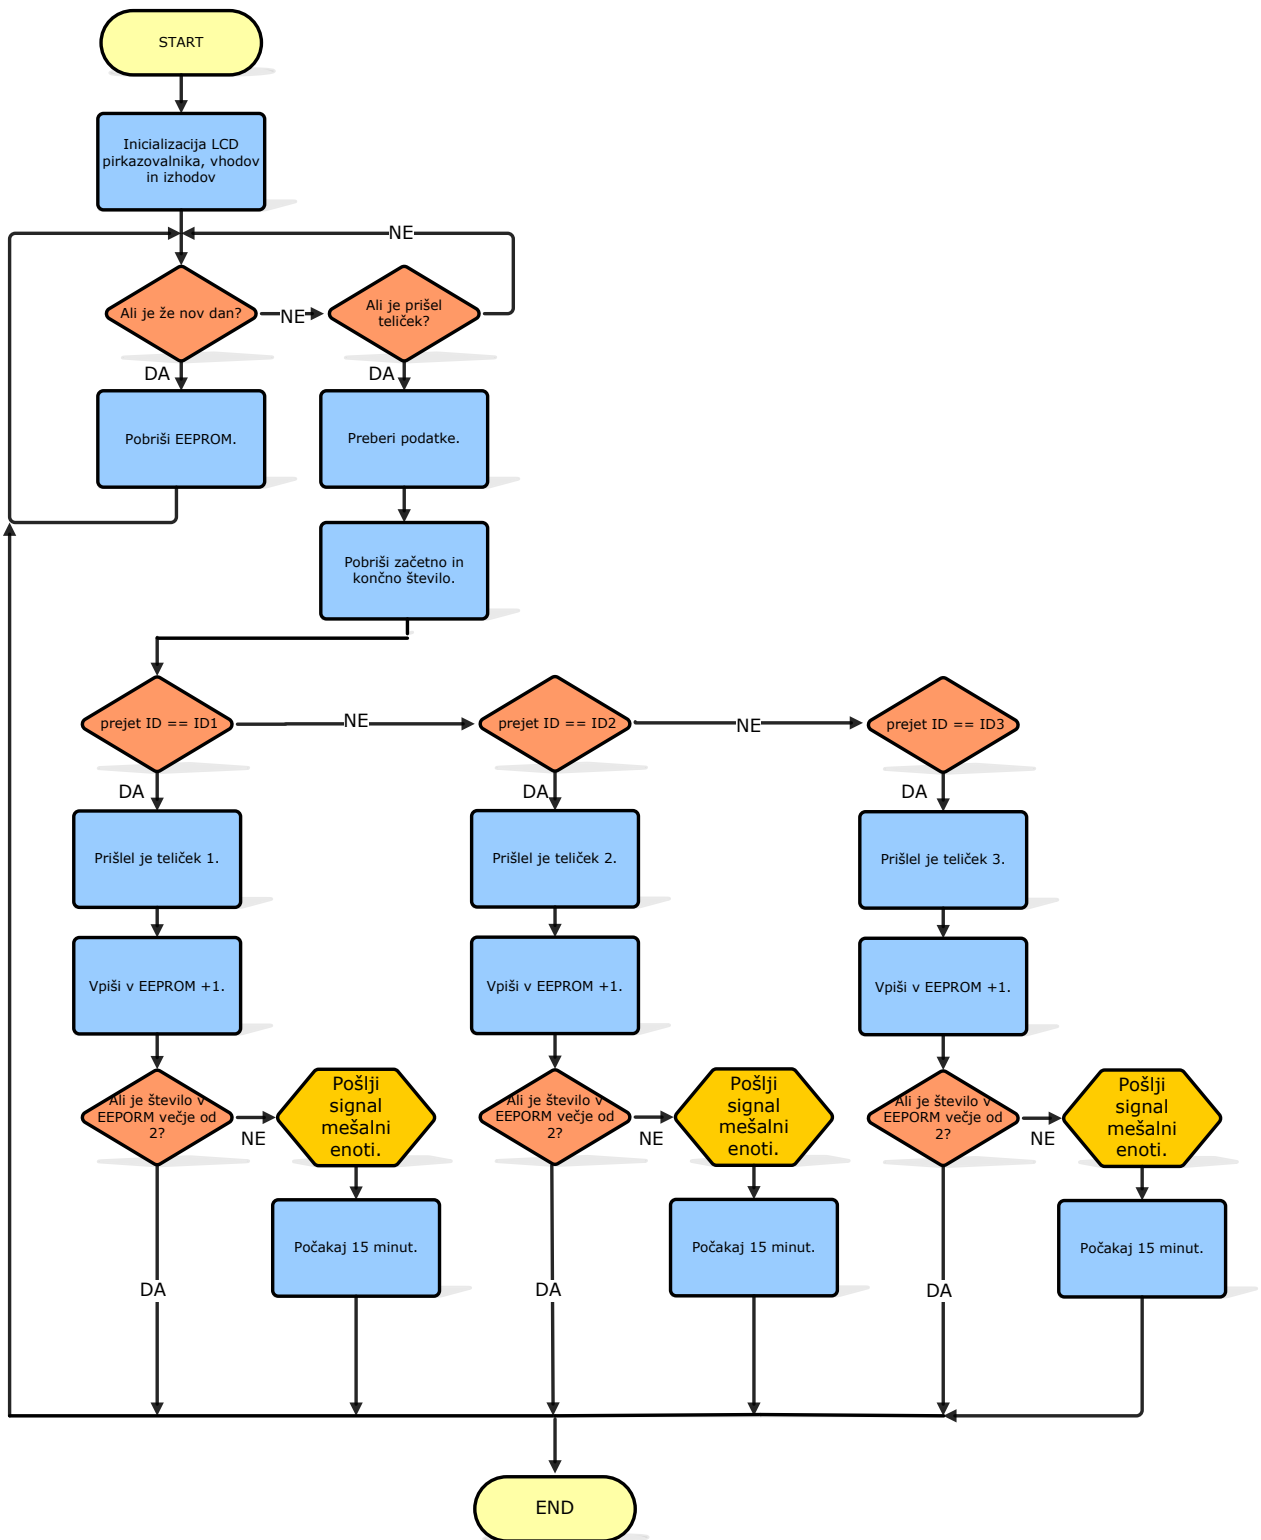 START
Inicializacija LCD
pirkazovalnika, vhodov
in izhodov
NE
Ali je že nov dan?
NE
Ali je prišel
teliček?
DA
DA
Pobriši EEPROM.
Preberi podatke.
Pobriši začetno in
končno število.
prejet ID == ID1
NE
prejet ID == ID2
NE
prejet ID == ID3
DA
DA
DA
Prišlel je teliček 1.
Prišlel je teliček 2.
Prišlel je teliček 3.
Vpiši v EEPROM +1.
Vpiši v EEPROM +1.
Vpiši v EEPROM +1.
Ali je število v
EEPORM večje od
2?
NE
Pošlji
signal
mešalni
enoti.
Ali je število v
EEPORM večje od
2?
NE
Pošlji
signal
mešalni
enoti.
Ali je število v
EEPORM večje od
2?
NE
Pošlji
signal
mešalni
enoti.
Počakaj 15 minut.
Počakaj 15 minut.
Počakaj 15 minut.
DA
DA
DA
END